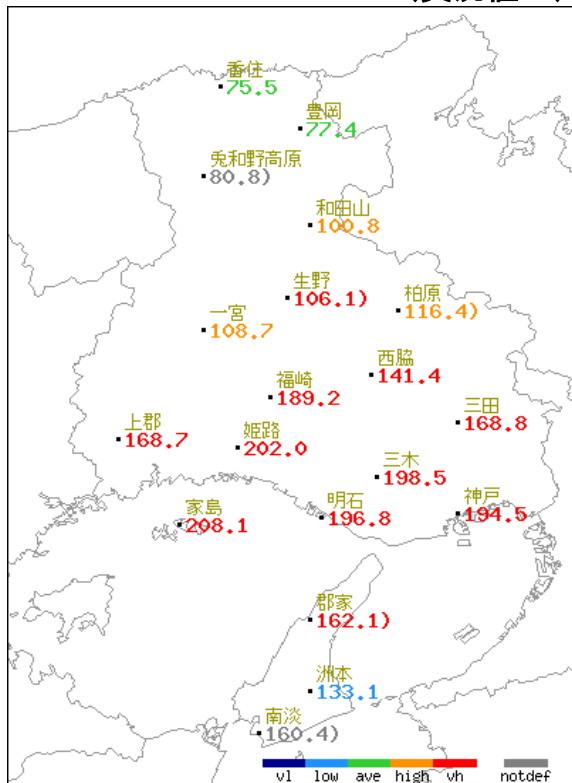 香住
75.5
豊岡
77.4
兎和野高原
80.8)
和田山
100.8
生野
106.1)
柏原
116.4)
一宮
108.7
西脇
141.4
福崎
189.2
三田
168.8
上郡
168.7
姫路
202.0
三木
198.5
家島
208.1
明石
196.8
神戸
194.5
郡家
162.1)
洲本
133.1
南淡
160.4)
vl low ave high vh notdef